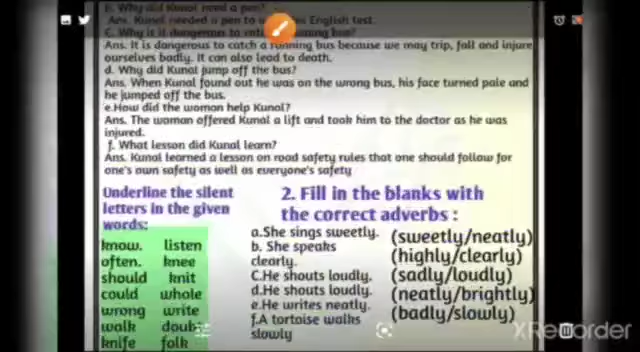 b. Why did Kunal need a pen?
Ans. Kunal needed a pen to English test.
C. Why is it dangerous to bus?
Ans. It is dangerous to catch a running bus because we may trip, fall and injure
ourselves badly. It can also lead to death.
d. Why did Kunal jump off the bus?
Ans. When Kunal found out he was on the wrong bus, his face turned pale and
he jumped off the bus.
e.How did the woman help Kunal?
Ans. The woman offered Kunal a lift and took him to the doctor as he was
injured.
f. What lesson did Kunal learn?
Ans. Kunal learned a lesson on road safety rules that one should follow for
one's own safety as well as everyone's safety
Underline the silent
letters in the given
words:
know. listen
often. knee
should knit
could whole
wrong write
walk
knife folk
2. Fill in the blanks with
the correct adverbs :
a.She sings sweetly. (sweetly/neatly)
b. She speaks
clearly. (highly/clearly)
C.He shouts loudly. (sadly/loudly)
d.He shouts loudly. (neatly/brightly)
e.He writes neatly. (badly/slowly)
f.A tortoise walks
slowly
XRecorder